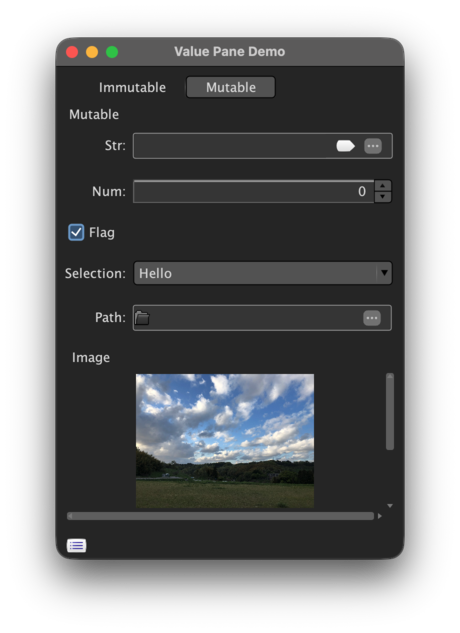 Value Pane Demo
Immutable Mutable
Mutable
Str:
Num: 0
Flag
Selection: Hello
Path:
Image